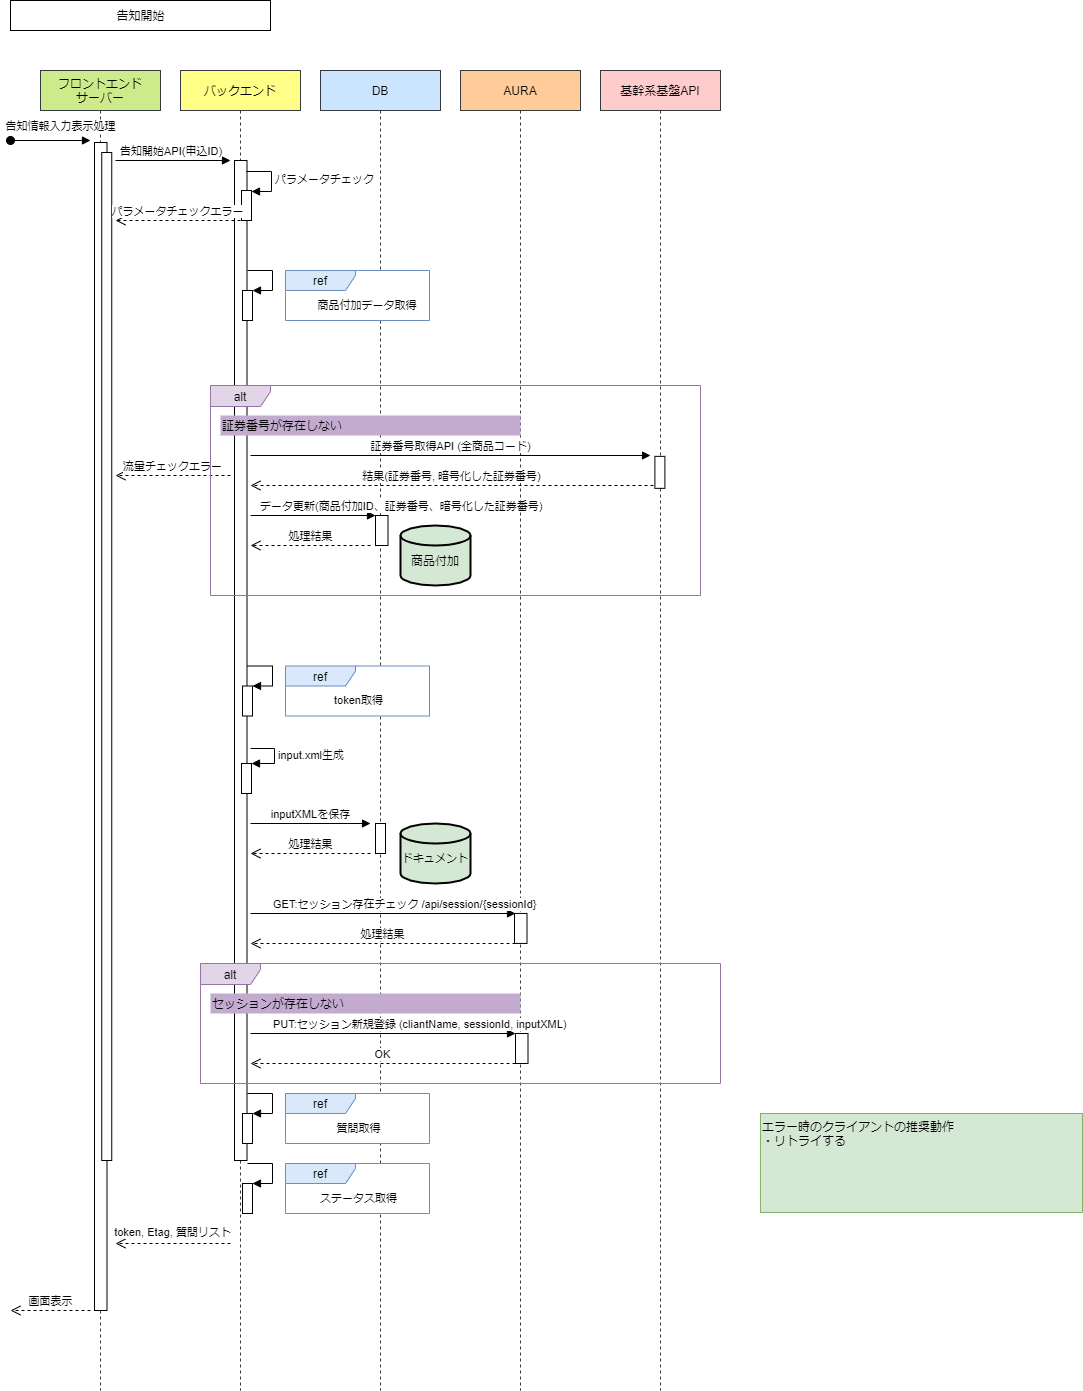 告知開始
フロントエンド
サーバー
バックエンド
DB
AURA
基幹系基盤API
告知情報入力表示処理
告知開始API(申込ID)
パラメータチェック
パラメータチェックエラー
ref
商品付加データ取得
alt
証券番号が存在しない
証券番号取得API (全商品コード)
流量チェックエラー
結果(証券番号, 暗号化した証券番号)
データ更新(商品付加ID、証券番号、暗号化した証券番号)
処理結果
商品付加
ref
token取得
input.xml生成
inputXMLを保存
処理結果
ドキュメント
GET:セッション存在チェック /api/session/{sessionId}
処理結果
alt
セッションが存在しない
PUT:セッション新規登録 (cliantName, sessionId, inputXML)
OK
ref
質問取得
エラー時のクライアントの推奨動作
・リトライする
ref
ステータス取得
token, Etag, 質問リスト
画面表示